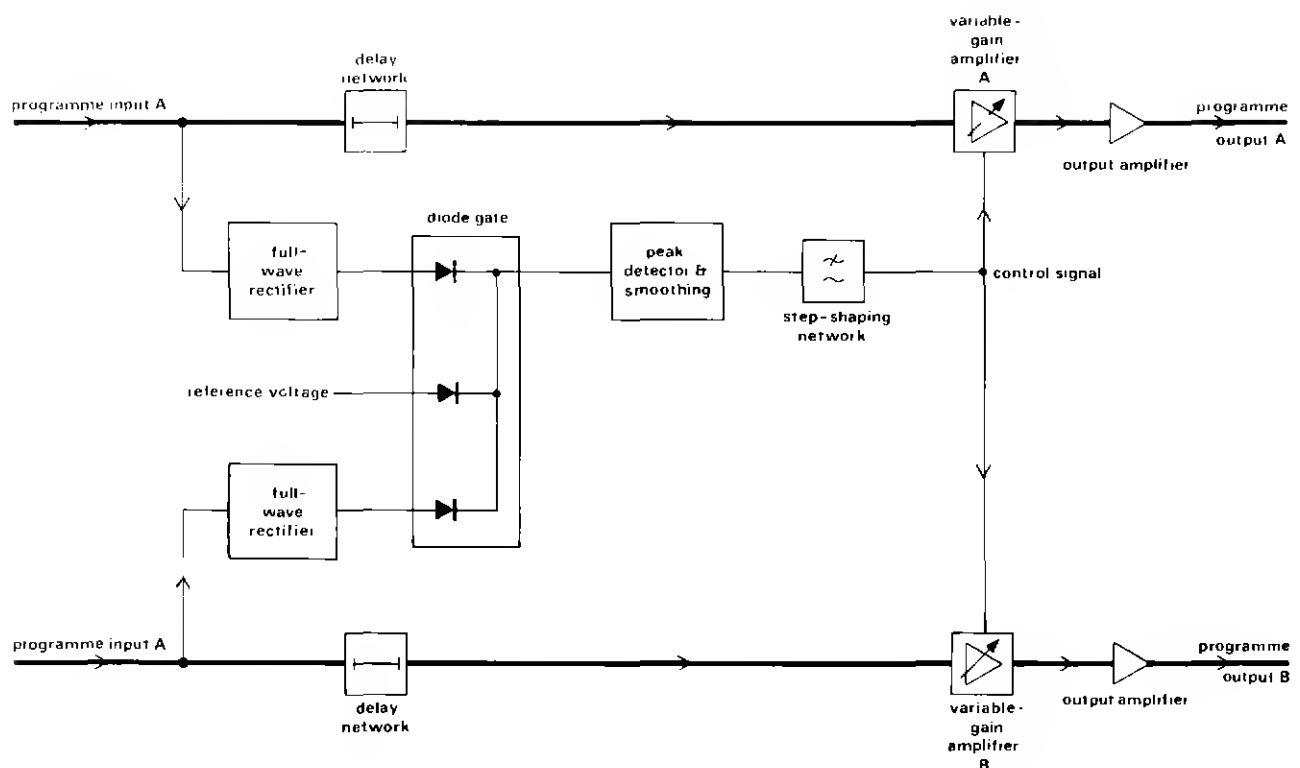 variable-
gain
amplifier
A
delay
network
programme input A
programme
output A
output amplifier
diode gate
full-
wave
rectifier
peak
detector &
smoothing
control signal
step-shaping
network
reference voltage
full-
wave
rectifier
programme input A
programme
output B
output amplifier
delay
network
variable-
gain
amplifier
B